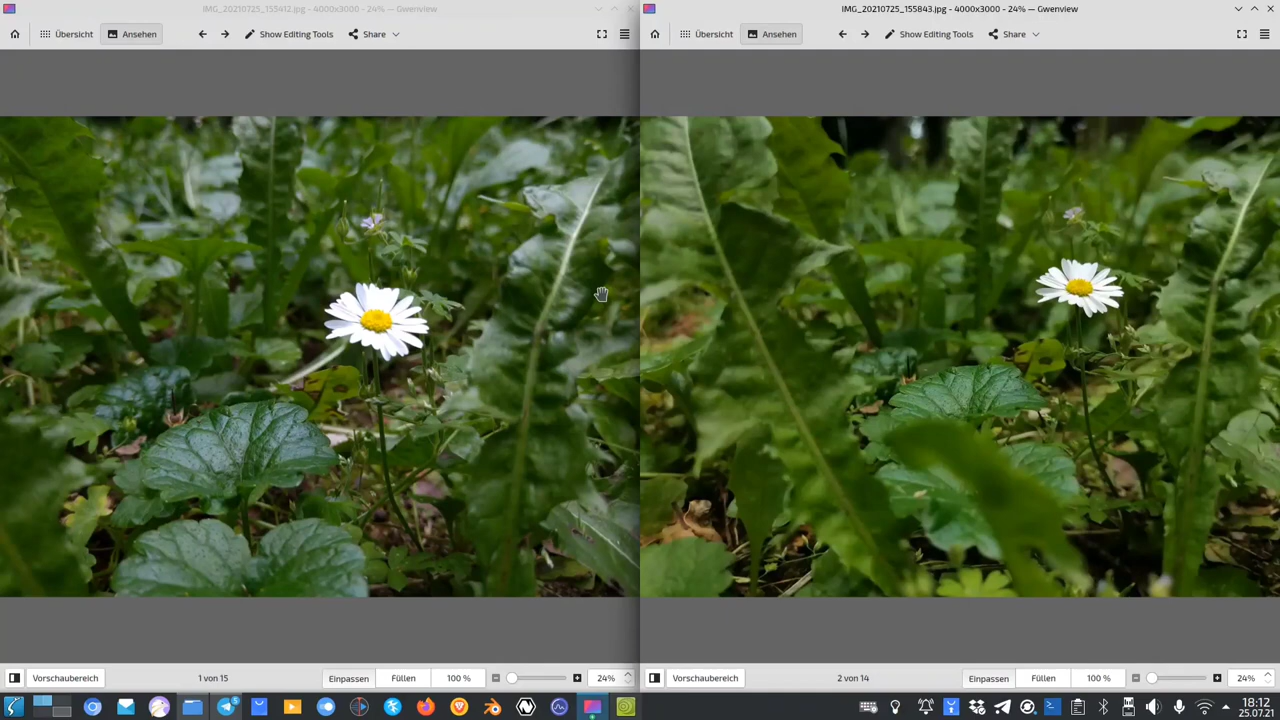 IMG_20210725_155412.jpg - 4000x3000 - 24% — Gwenview
Übersicht
Ansehen
Show Editing Tools
Share
Vorschaubereich
1 von 15
Einpassen
Füllen
100 %
24%
IMG_20210725_155843.jpg - 4000x3000 - 24% — Gwenview
Übersicht
Ansehen
Show Editing Tools
Share
Vorschaubereich
2 von 14
Einpassen
Füllen
100 %
24%
5
18:12
25.07.21